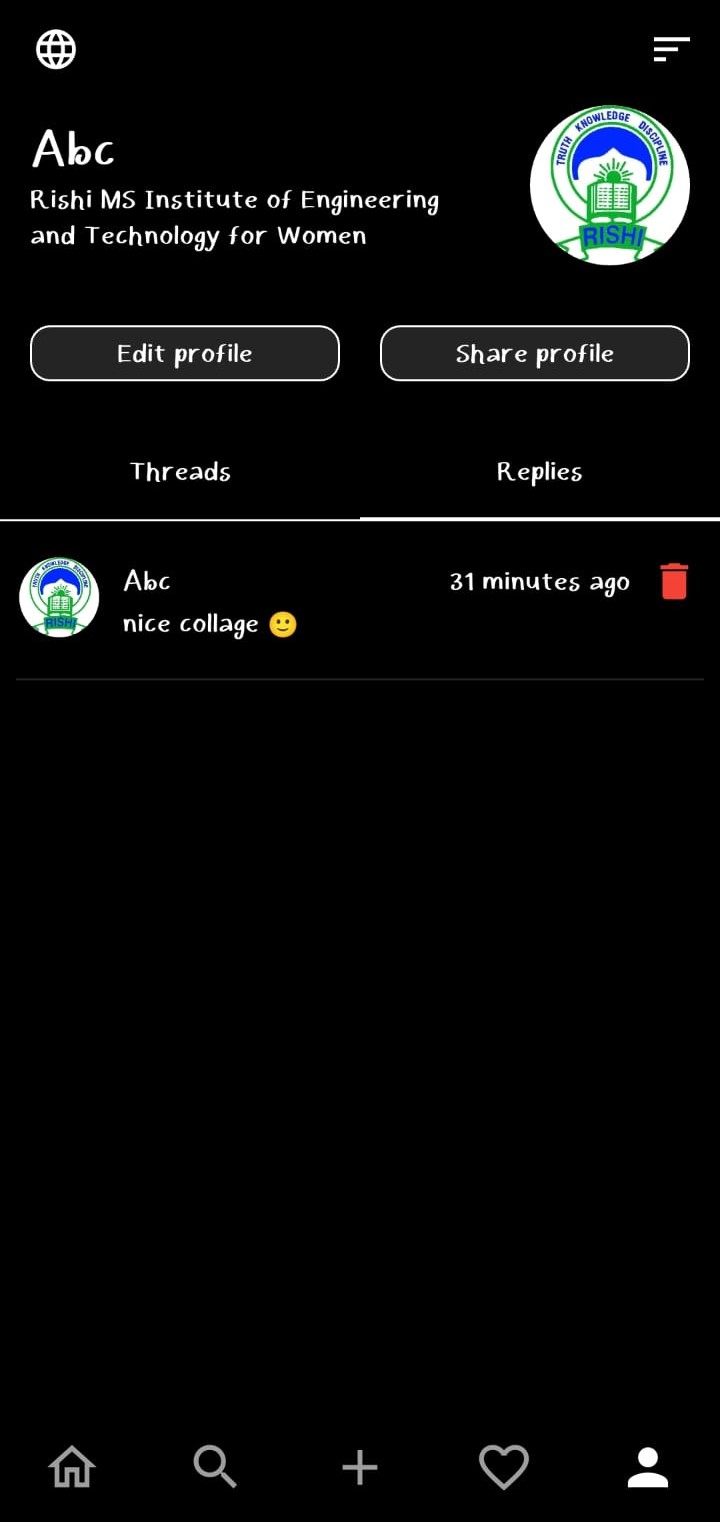 Abc
Rishi MS Institute of Engineering
and Technology for Women
TRUTH KNOWLEDGE DISCIPLINE
RISHI
Edit profile
Share profile
Threads
Replies
TRUTH KNOWLEDGE DISCIPLINE
RISHI
Abc
31 minutes ago
nice collage 🙂